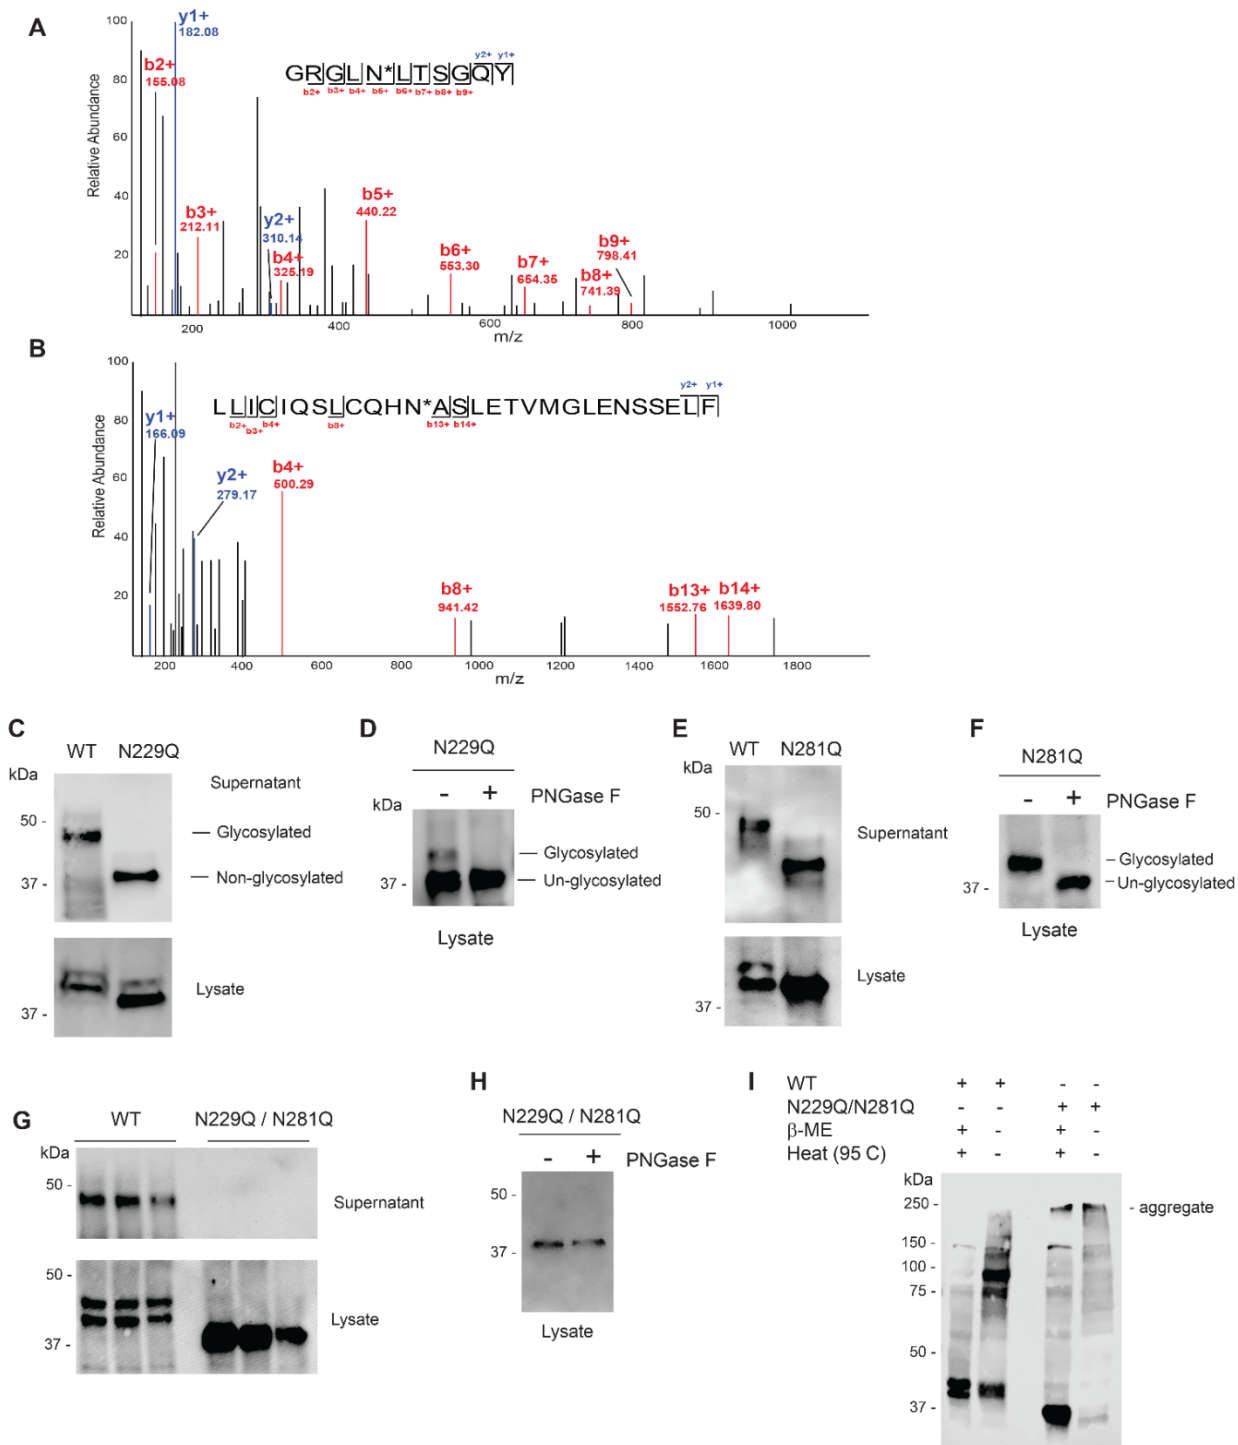 A
100
80
60
40
20
Relative Abundance
y1+
182.08
b2+
155.08
b3+
212.11
y2+
310.14
b4+
325.19
b5+
440.22
b6+
553.30
b7+
654.35
b8+
741.39
b9+
798.41
y2+ y1+
GRGLN*LTSGQY
b2+ b3+ b4+ b5+ b6+ b7+ b8+ b9+
200 400 600 800 1000
m/z
B
100
80
60
40
20
Relative Abundance
y1+
166.09
y2+
279.17
b4+
500.29
b8+
941.42
b13+
1552.76
b14+
1639.80
y2+ y1+
LLICIQSLCQHN*ASLETVMGLENSSELF
b2+ b3+ b4+ b8+ b13+ b14+
200 400 600 800 1000 1200 1400 1600 1800
m/z
C
WT N229Q
kDa
Supernatant
50 -
Glycosylated
Non-glycosylated
37 -
Lysate
37 -
D
N229Q
- + PNGase F
kDa
Glycosylated
37 - Un-glycosylated
Lysate
E
WT N281Q
kDa
50 -
Supernatant
Lysate
37 -
F
N281Q
- + PNGase F
Glycosylated
37 - Un-glycosylated
Lysate
G
WT N229Q / N281Q
kDa
50 -
Supernatant
50 -
Lysate
37 -
H
N229Q / N281Q
- + PNGase F
50 -
37 -
Lysate
I
WT + + - -
N229Q/N281Q - - + +
β-ME + - + -
Heat (95 C) + - + -
kDa
250 - - aggregate
150 -
100 -
75 -
50 -
37 -